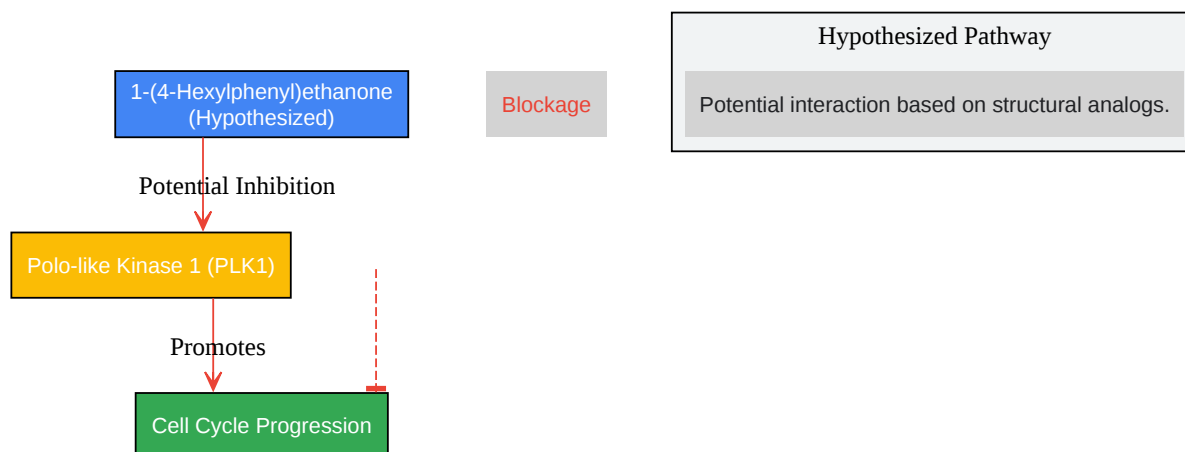 Hypothesized Pathway
1-(4-Hexylphenyl)ethanone
(Hypothesized)
Blockage
Potential interaction based on structural analogs.
Potential Inhibition
Polo-like Kinase 1 (PLK1)
Promotes
Cell Cycle Progression